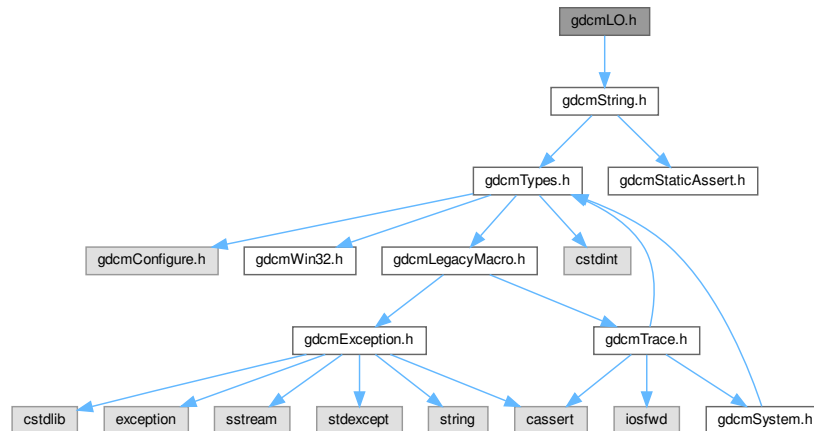 gdcmLO.h
gdcmString.h
gdcmTypes.h
gdcmStaticAssert.h
gdcmConfigure.h
gdcmWin32.h
gdcmLegacyMacro.h
cstdint
gdcmException.h
gdcmTrace.h
cstdlib
exception
sstream
stdexcept
string
cassert
iosfwd
gdcmSystem.h